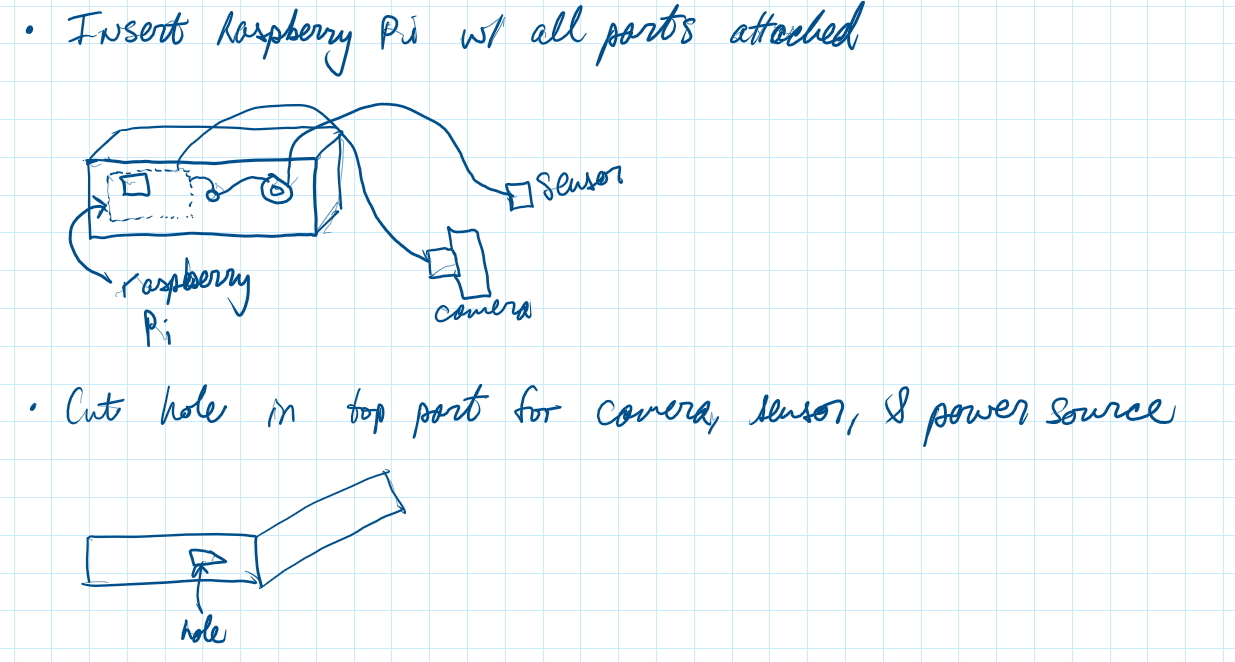 • Insert Raspberry Pi w/ all parts attached
sensor
raspberry
Pi
camera
• Cut hole in top part for camera, sensor, & power source
hole